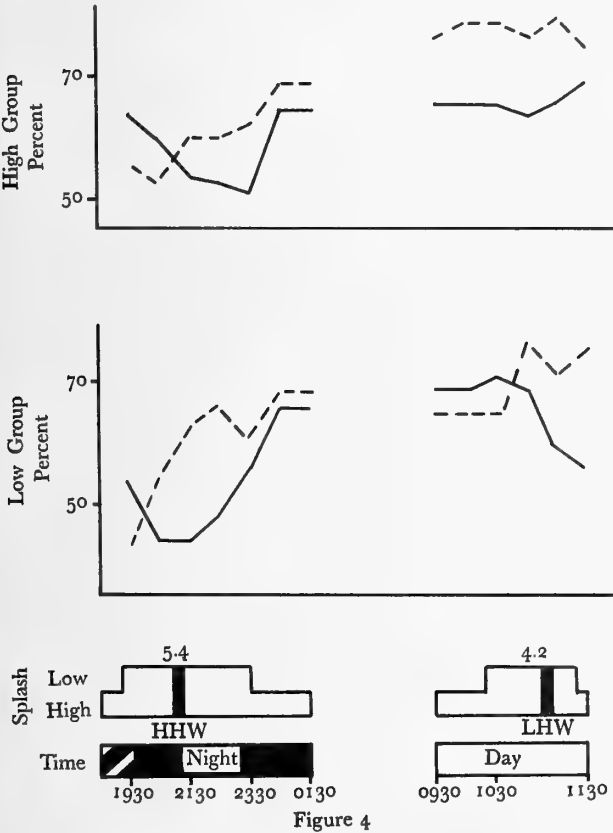 High Group
Percent
70
50
Low Group
Percent
70
50
Splash
Low
High
5.4
4.2
HHW
LHW
Time
Night
Day
1930
2130
2330
0130
0930
1030
1130
Figure 4